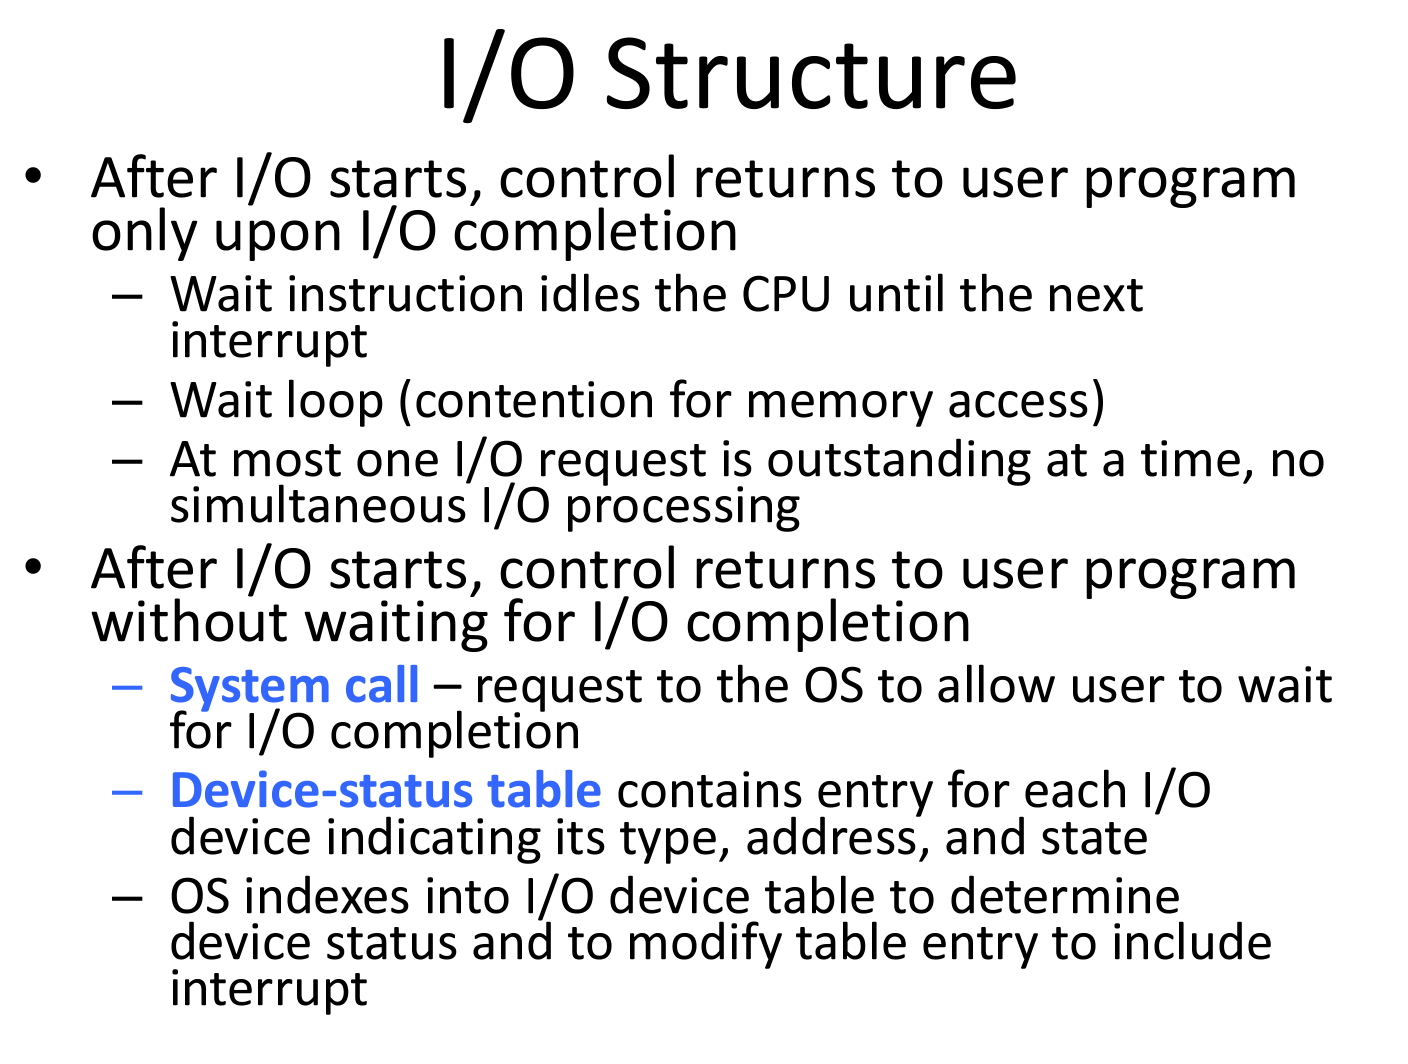 I/O Structure
• After I/O starts, control returns to user program
only upon I/O completion
– Wait instruction idles the CPU until the next
interrupt
– Wait loop (contention for memory access)
– At most one I/O request is outstanding at a time, no
simultaneous I/O processing
• After I/O starts, control returns to user program
without waiting for I/O completion
– System call – request to the OS to allow user to wait
for I/O completion
– Device-status table contains entry for each I/O
device indicating its type, address, and state
– OS indexes into I/O device table to determine
device status and to modify table entry to include
interrupt